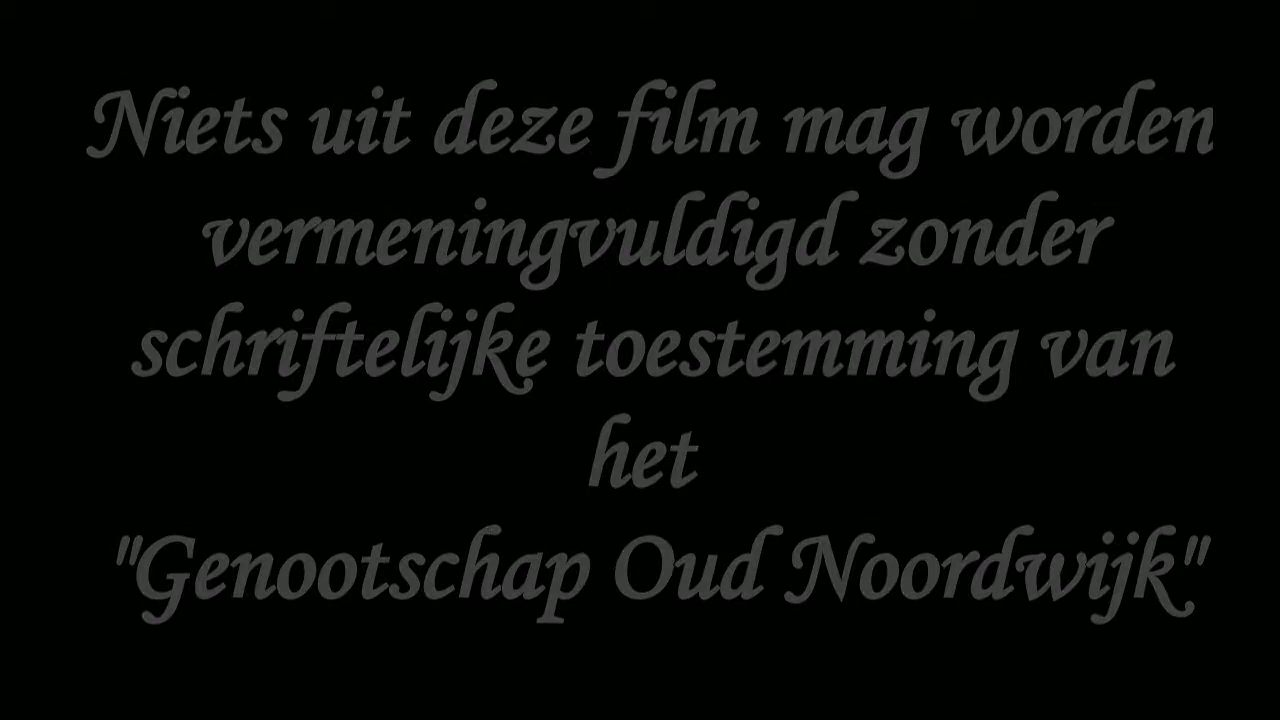 Niets uit deze film mag worden
vermeningvuldigd zonder
schriftelijke toestemming van
het
"Genootschap Oud Noordwijk"